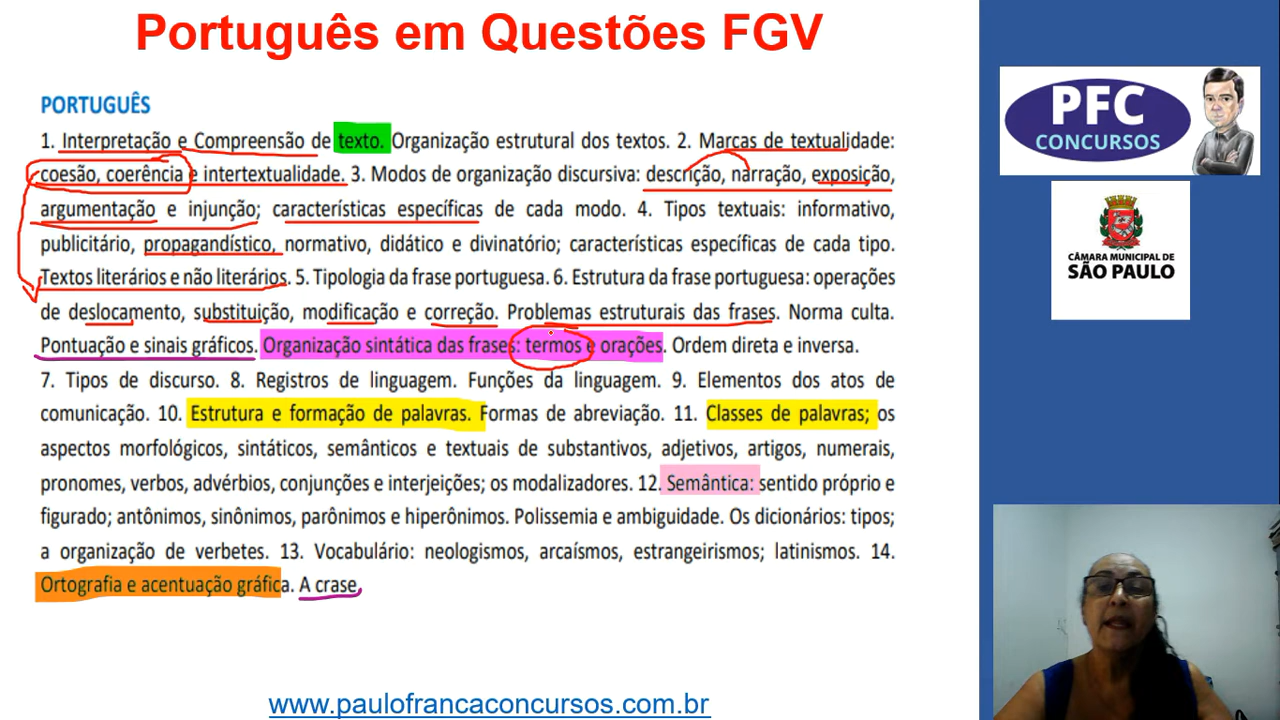 Português em Questões FGV
PORTUGUÊS
1. Interpretação e Compreensão de texto. Organização estrutural dos textos. 2. Marcas de textualidade:
coesão, coerência e intertextualidade. 3. Modos de organização discursiva: descrição, narração, exposição,
argumentação e injunção; características específicas de cada modo. 4. Tipos textuais: informativo,
publicitário, propagandístico, normativo, didático e divinatório; características específicas de cada tipo.
Textos literários e não literários. 5. Tipologia da frase portuguesa. 6. Estrutura da frase portuguesa: operações
de deslocamento, substituição, modificação e correção. Problemas estruturais das frases. Norma culta.
Pontuação e sinais gráficos. Organização sintática das frases: termos e orações. Ordem direta e inversa.
7. Tipos de discurso. 8. Registros de linguagem. Funções da linguagem. 9. Elementos dos atos de
comunicação. 10. Estrutura e formação de palavras. Formas de abreviação. 11. Classes de palavras; os
aspectos morfológicos, sintáticos, semânticos e textuais de substantivos, adjetivos, artigos, numerais,
pronomes, verbos, advérbios, conjunções e interjeições; os modalizadores. 12. Semântica: sentido próprio e
figurado; antônimos, sinônimos, parônimos e hiperônimos. Polissemia e ambiguidade. Os dicionários: tipos;
a organização de verbetes. 13. Vocabulário: neologismos, arcaísmos, estrangeirismos; latinismos. 14.
Ortografia e acentuação gráfica. A crase.
www.paulofrancaconcursos.com.br
PFC
CONCURSOS
CÂMARA MUNICIPAL DE
SÃO PAULO